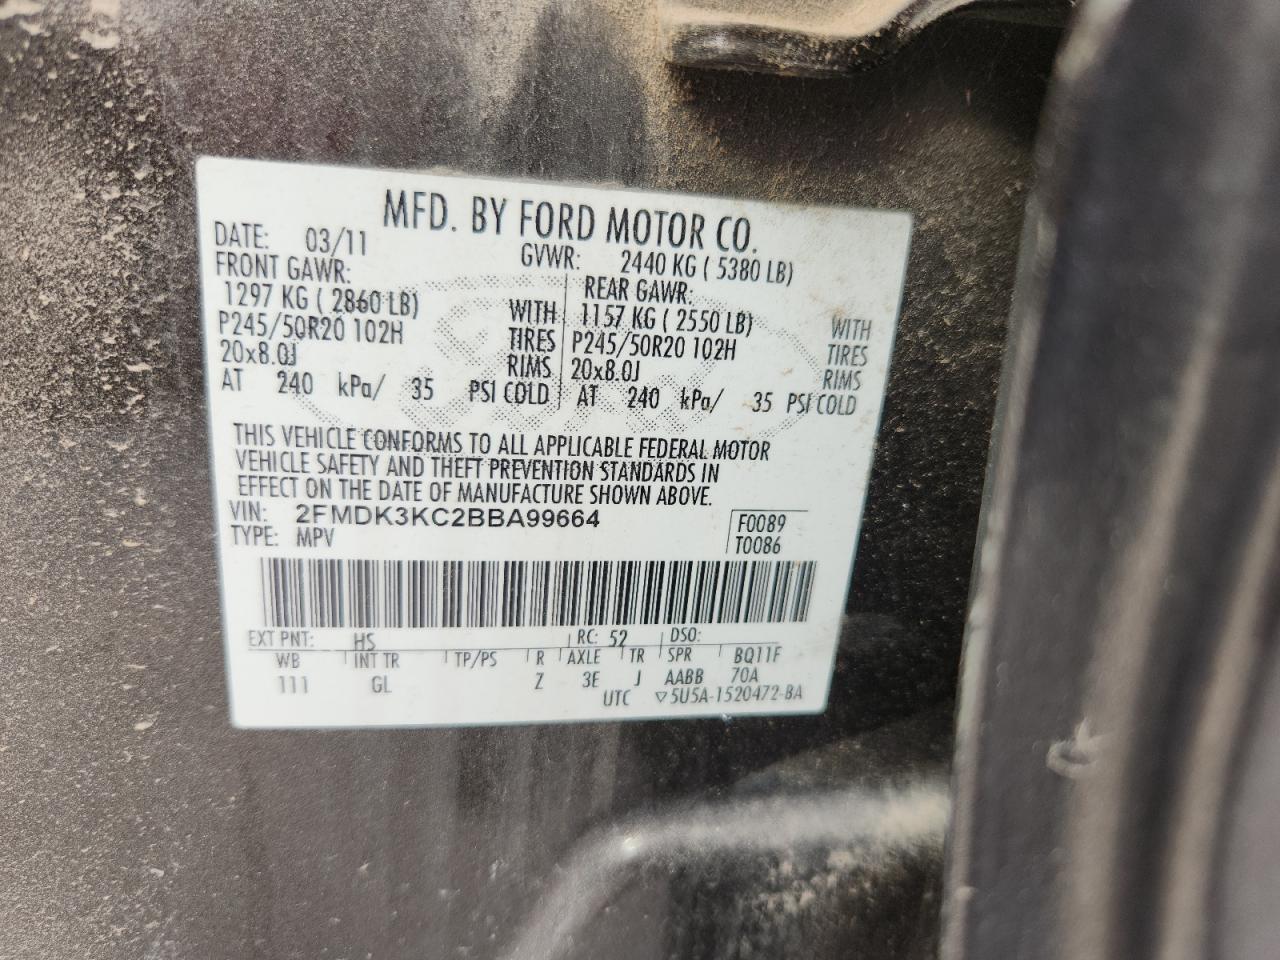 MFD. BY FORD MOTOR CO.
DATE: 03/11 GVWR: 2440 KG ( 5380 LB)
FRONT GAWR: REAR GAWR:
1297 KG ( 2860 LB) WITH 1157 KG ( 2550 LB) WITH
P245/50R20 102H TIRES P245/50R20 102H TIRES
20x8.0J RIMS 20x8.0J RIMS
AT 240 kPa/ 35 PSI COLD AT 240 kPa/ 35 PSI COLD
THIS VEHICLE CONFORMS TO ALL APPLICABLE FEDERAL MOTOR
VEHICLE SAFETY AND THEFT PREVENTION STANDARDS IN
EFFECT ON THE DATE OF MANUFACTURE SHOWN ABOVE.
VIN: 2FMDK3KC2BBA99664 F0089
TYPE: MPV T0086
EXT PNT: HS RC: 52 DSO:
WB INT TR TP/PS R AXLE TR SPR BQ11F
111 GL Z 3E J AABB 70A
UTC ▽5U5A-1520472-BA